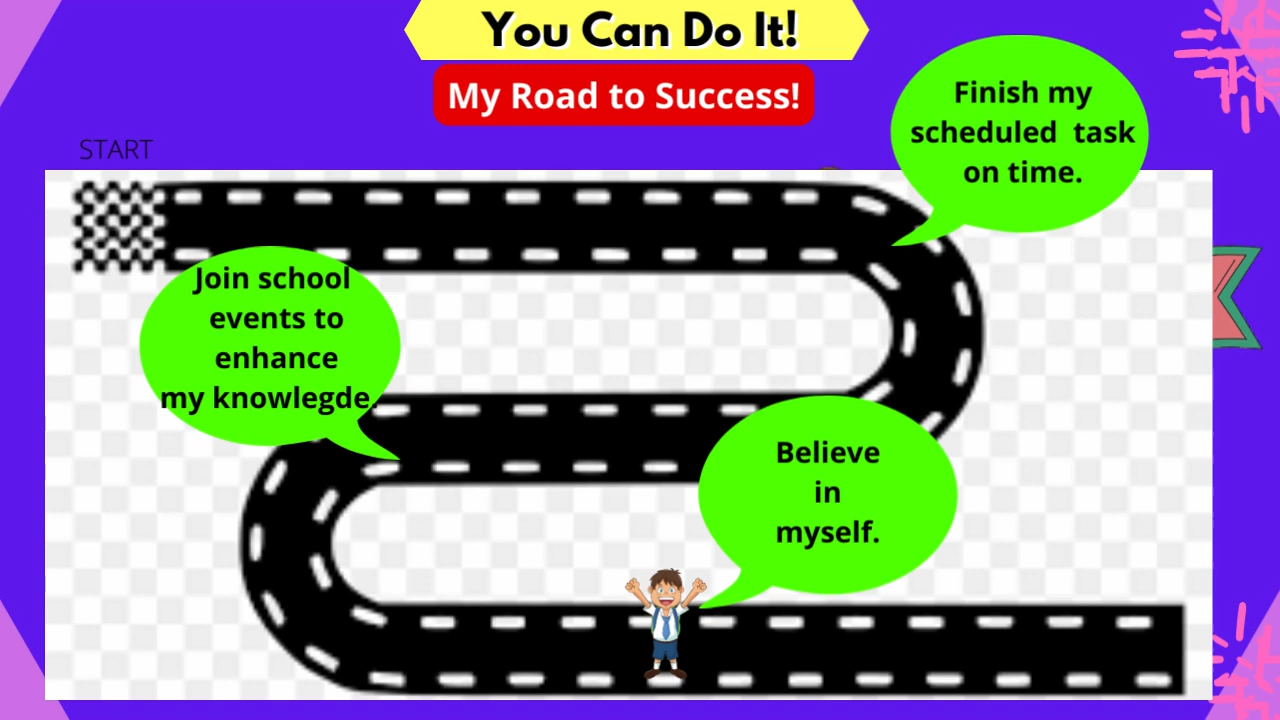 You Can Do It!
My Road to Success!
START
Finish my
scheduled task
on time.
Join school
events to
enhance
my knowlegde.
Believe
in
myself.